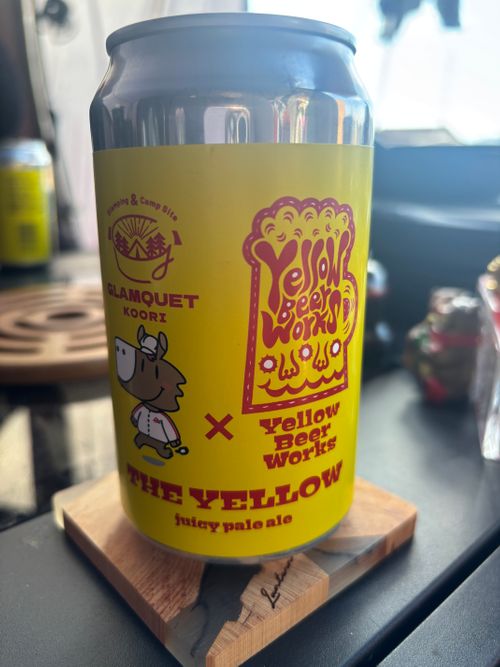 Glamping & Camp Site
GLAMQUET
KOORI
Yellow
Beer
Works
×
Yellow
Beer
Works
THE YELLOW
juicy pale ale